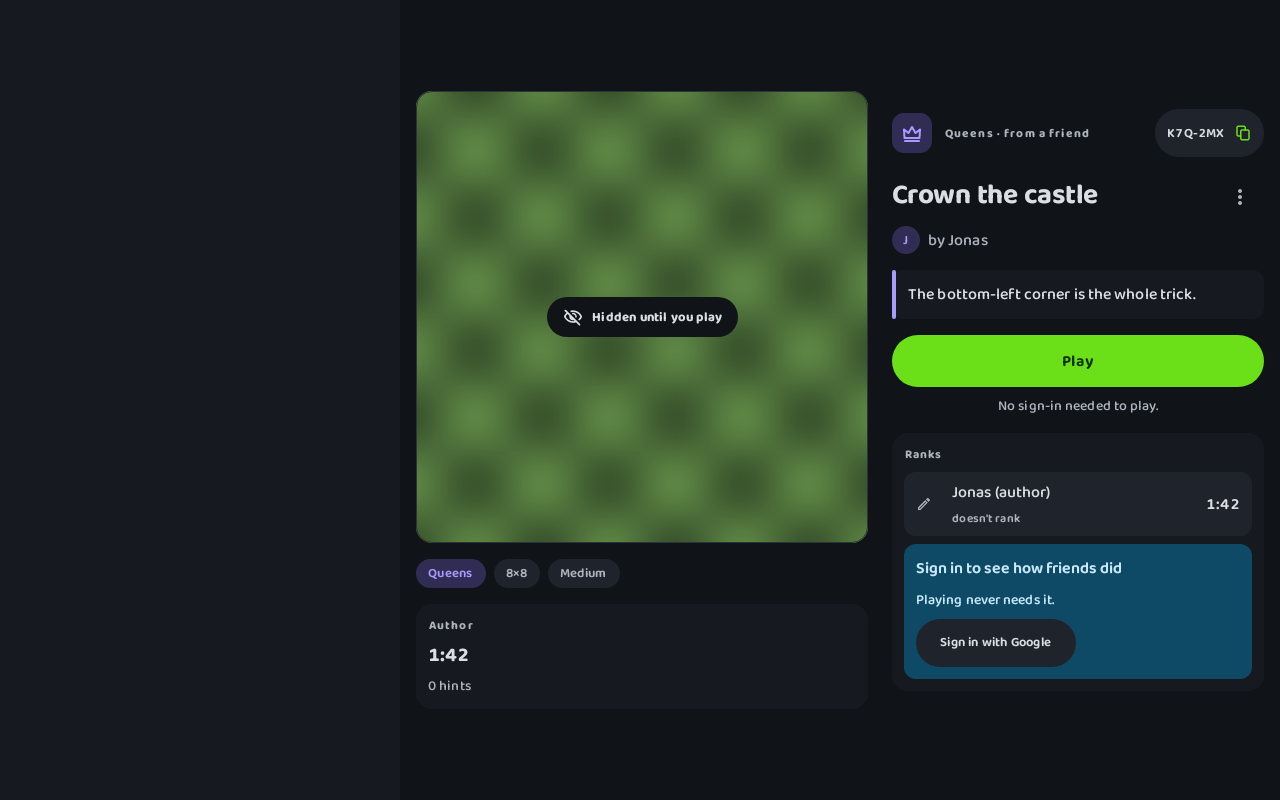 Hidden until you play
Queens
8×8
Medium
Author
1:42
0 hints
Queens · from a friend
K7Q-2MX
Crown the castle
J
by Jonas
The bottom-left corner is the whole trick.
Play
No sign-in needed to play.
Ranks
Jonas (author)
doesn't rank
1:42
Sign in to see how friends did
Playing never needs it.
Sign in with Google